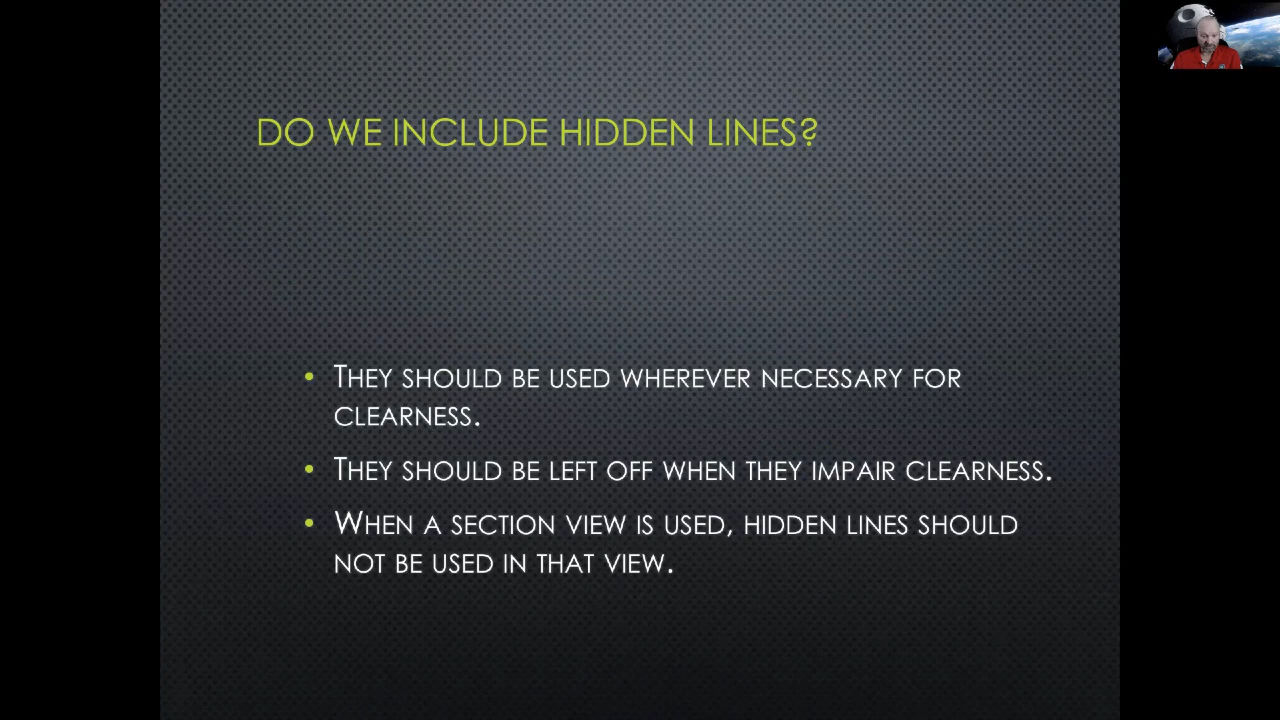 DO WE INCLUDE HIDDEN LINES?
• THEY SHOULD BE USED WHEREVER NECESSARY FOR
CLEARNESS.
• THEY SHOULD BE LEFT OFF WHEN THEY IMPAIR CLEARNESS.
• WHEN A SECTION VIEW IS USED, HIDDEN LINES SHOULD
NOT BE USED IN THAT VIEW.